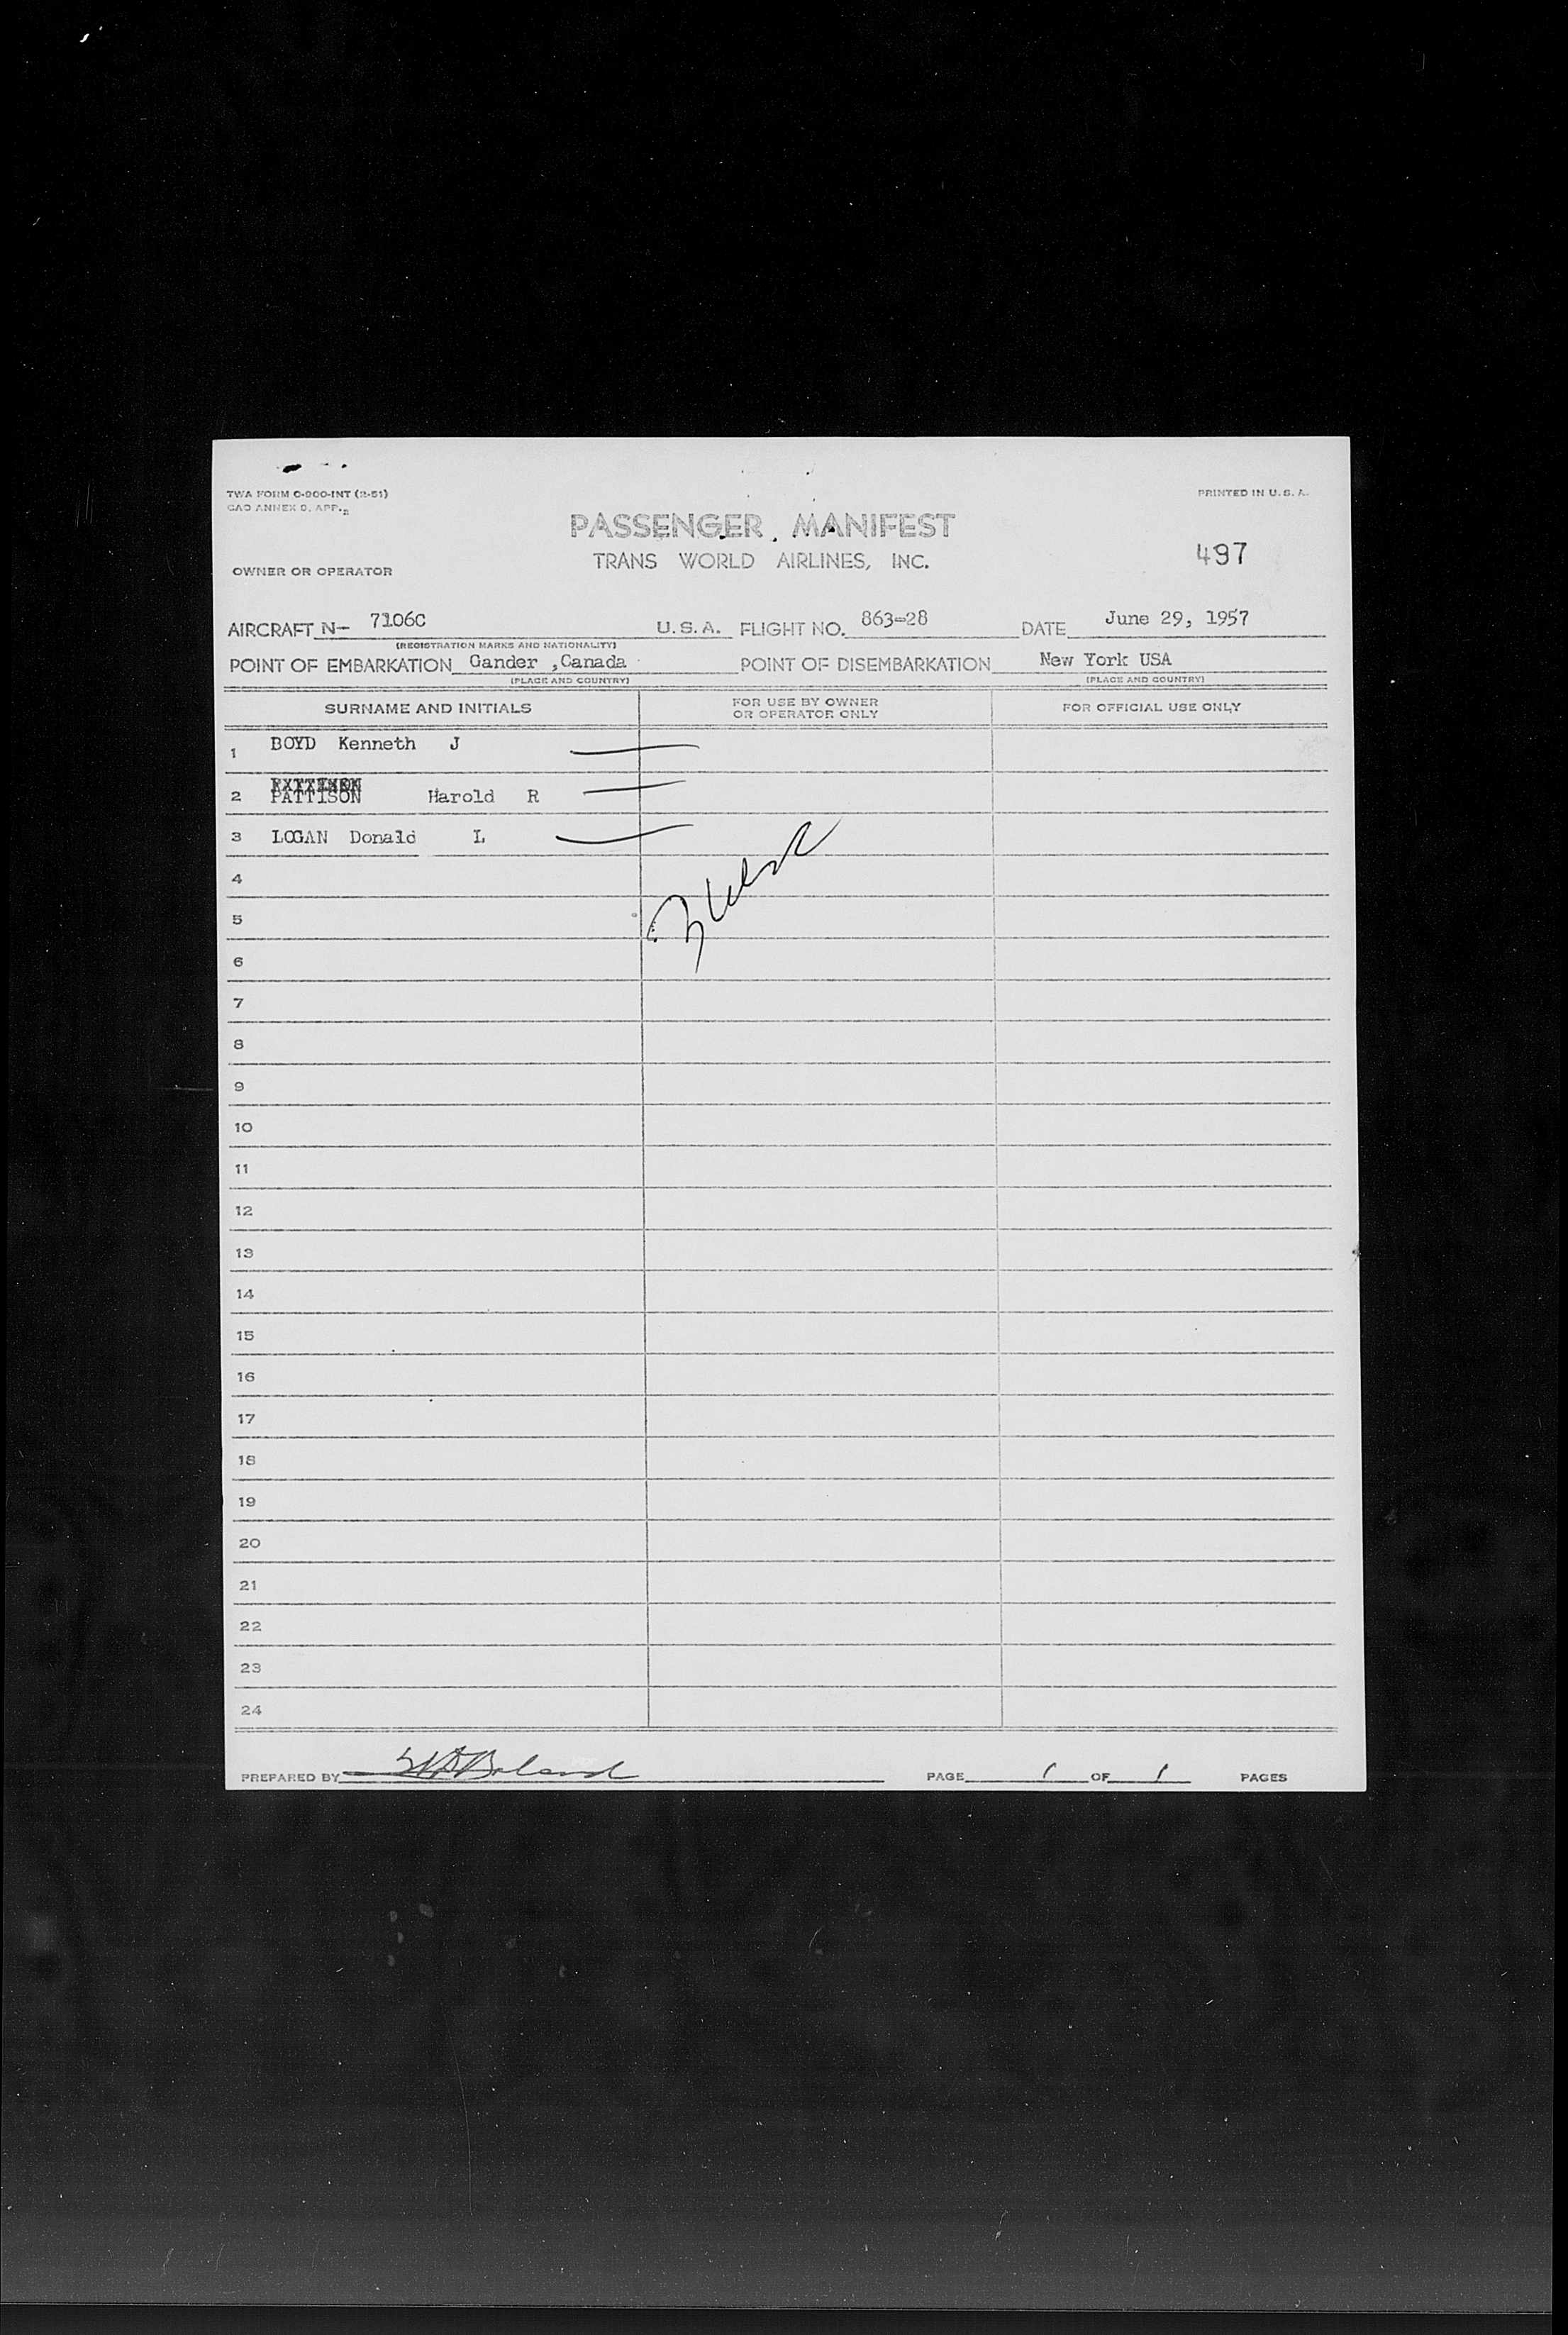 TWA FORM C-900-INT (2-51)
PRINTED IN U.S.A.
CAO ANNEX 9, APP. 2
PASSENGER MANIFEST
TRANS WORLD AIRLINES, INC.
497
OWNER OR OPERATOR
AIRCRAFT N- 7106C U.S.A. FLIGHT NO. 863-28 DATE June 29, 1957
(REGISTRATION MARKS AND NATIONALITY)
POINT OF EMBARKATION Gander ,Canada POINT OF DISEMBARKATION New York USA
(PLACE AND COUNTRY) (PLACE AND COUNTRY)
SURNAME AND INITIALS FOR USE BY OWNER OR OPERATOR ONLY FOR OFFICIAL USE ONLY
1 BOYD Kenneth J
2 PATTISON Harold R
3 LOGAN Donald L
4
5
6
7
8
9
10
11
12
13
14
15
16
17
18
19
20
21
22
23
24
PREPARED BY PAGE 1 OF 1 PAGES